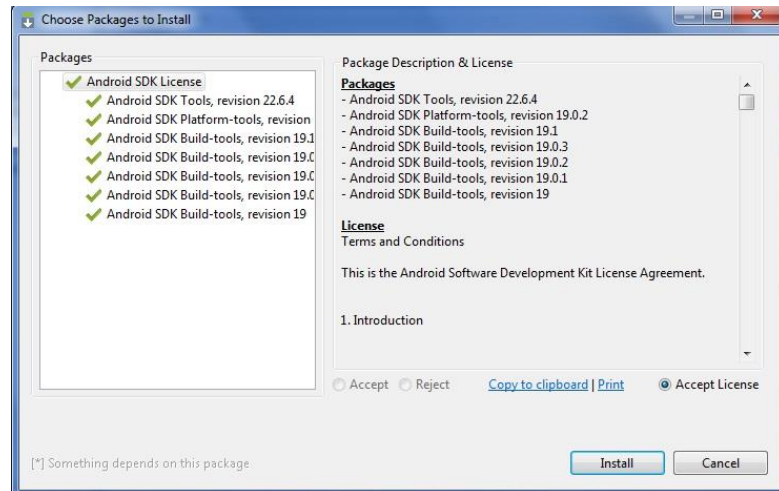 Choose Packages to Install
Packages
Android SDK License
Android SDK Tools, revision 22.6.4
Android SDK Platform-tools, revision
Android SDK Build-tools, revision 19.1
Android SDK Build-tools, revision 19.0
Android SDK Build-tools, revision 19.0
Android SDK Build-tools, revision 19.0
Android SDK Build-tools, revision 19
Package Description & License
Packages
- Android SDK Tools, revision 22.6.4
- Android SDK Platform-tools, revision 19.0.2
- Android SDK Build-tools, revision 19.1
- Android SDK Build-tools, revision 19.0.3
- Android SDK Build-tools, revision 19.0.2
- Android SDK Build-tools, revision 19.0.1
- Android SDK Build-tools, revision 19
License
Terms and Conditions
This is the Android Software Development Kit License Agreement.
1. Introduction
Accept Reject Copy to clipboard | Print Accept License
[*] Something depends on this package
Install Cancel